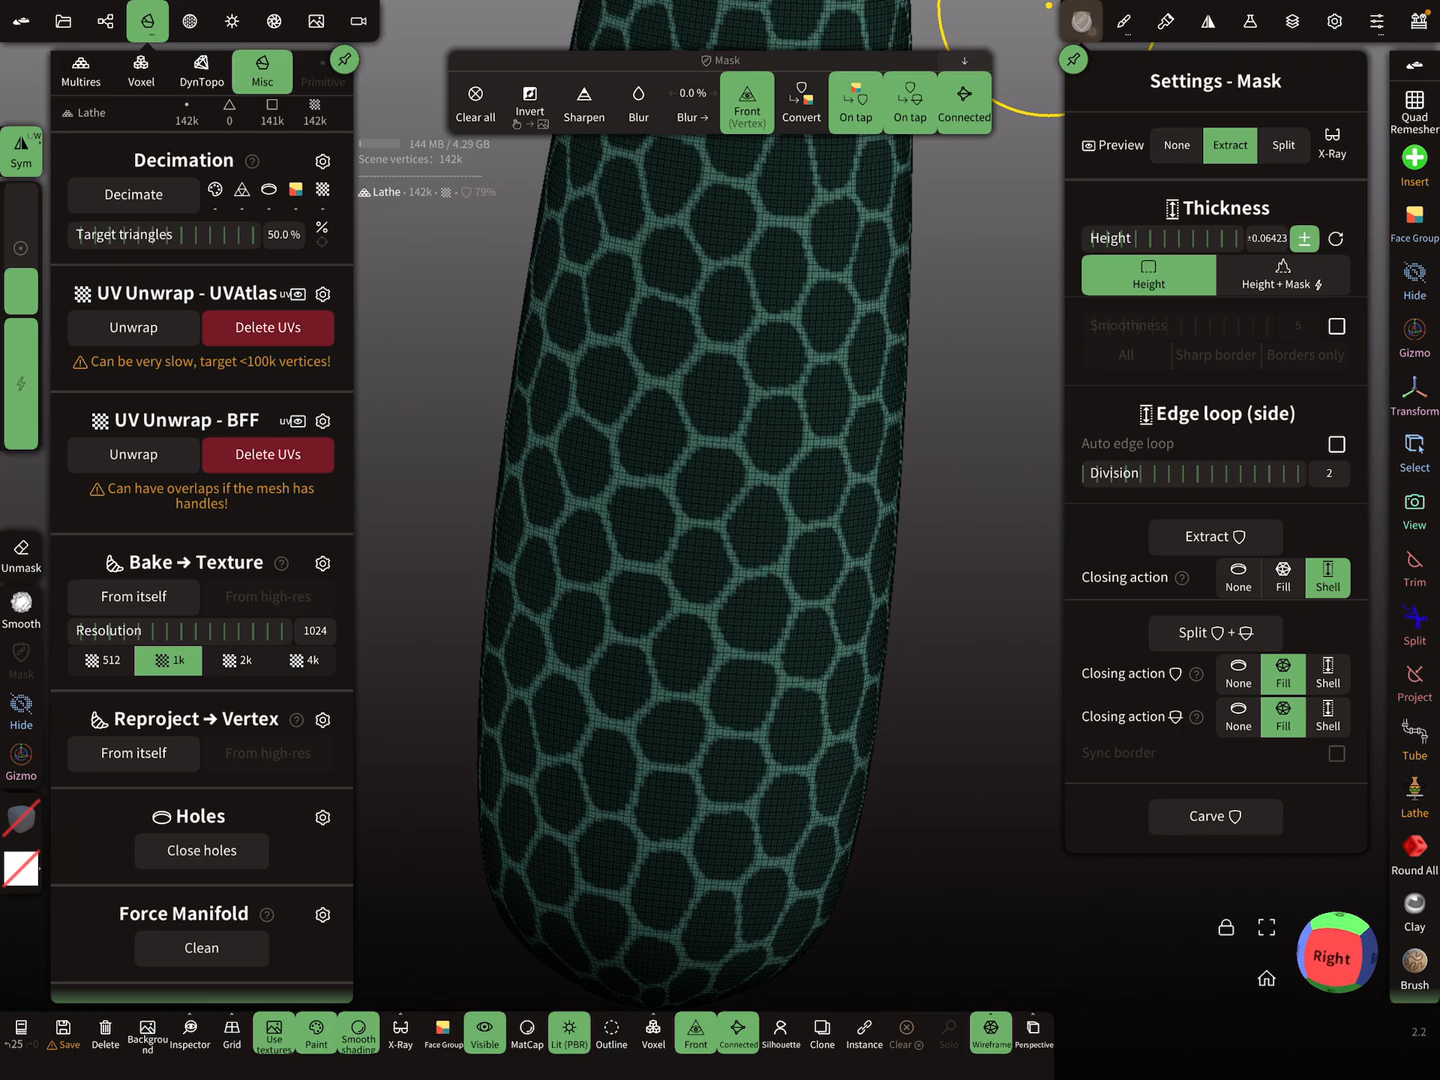 Multires
Voxel
DynTopo
Misc
Primitive
Lathe
142k
0
141k
142k
Decimation
Decimate
Target triangles
50.0 %
%
UV Unwrap - UVAtlas
uv
Unwrap
Delete UVs
Can be very slow, target <100k vertices!
UV Unwrap - BFF
uv
Unwrap
Delete UVs
Can have overlaps if the mesh has
handles!
Bake → Texture
From itself
From high-res
Resolution
1024
512
1k
2k
4k
Reproject → Vertex
From itself
From high-res
Holes
Close holes
Force Manifold
Clean
L/W
Sym
Unmask
Smooth
Mask
Hide
Gizmo
Mask
Clear all
Invert
Sharpen
Blur
0.0 %
Blur →
Front
(Vertex)
Convert
On tap
On tap
Connected
144 MB / 4.29 GB
Scene vertices: 142k
Lathe · 142k · 79%
Settings - Mask
Preview
None
Extract
Split
X-Ray
Thickness
Height
±0.06423
±
Height
Height + Mask
Smoothness
5
All
Sharp border
Borders only
Edge loop (side)
Auto edge loop
Division
2
Extract
Closing action
None
Fill
Shell
Split +
Closing action
None
Fill
Shell
Closing action
None
Fill
Shell
Sync border
Carve
Quad
Remesher
Insert
Face Group
Hide
Gizmo
Transform
Select
View
Trim
Split
Project
Tube
Lathe
Round All
Clay
Brush
2.2
Right
25
0
Save
Delete
Backgrou
nd
Inspector
Grid
Use
textures
Paint
Smooth
shading
X-Ray
Face Group
Visible
MatCap
Lit (PBR)
Outline
Voxel
Front
Connected
Silhouette
Clone
Instance
Clear
Solo
Wireframe
Perspective